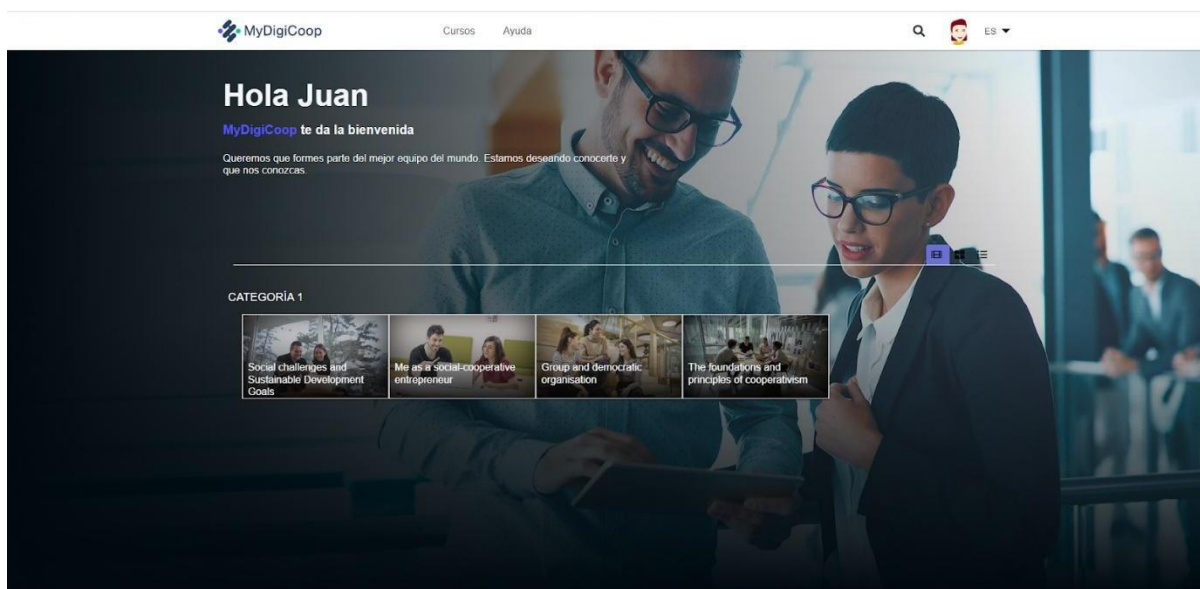 MyDigiCoop
Cursos
Ayuda
ES
Hola Juan
MyDigiCoop te da la bienvenida
Queremos que formes parte del mejor equipo del mundo. Estamos deseando conocerte y
que nos conozcas.
CATEGORÍA 1
Social challenges and
Sustainable Development
Goals
Me as a social-cooperative
entrepreneur
Group and democratic
organisation
The foundations and
principles of cooperativism